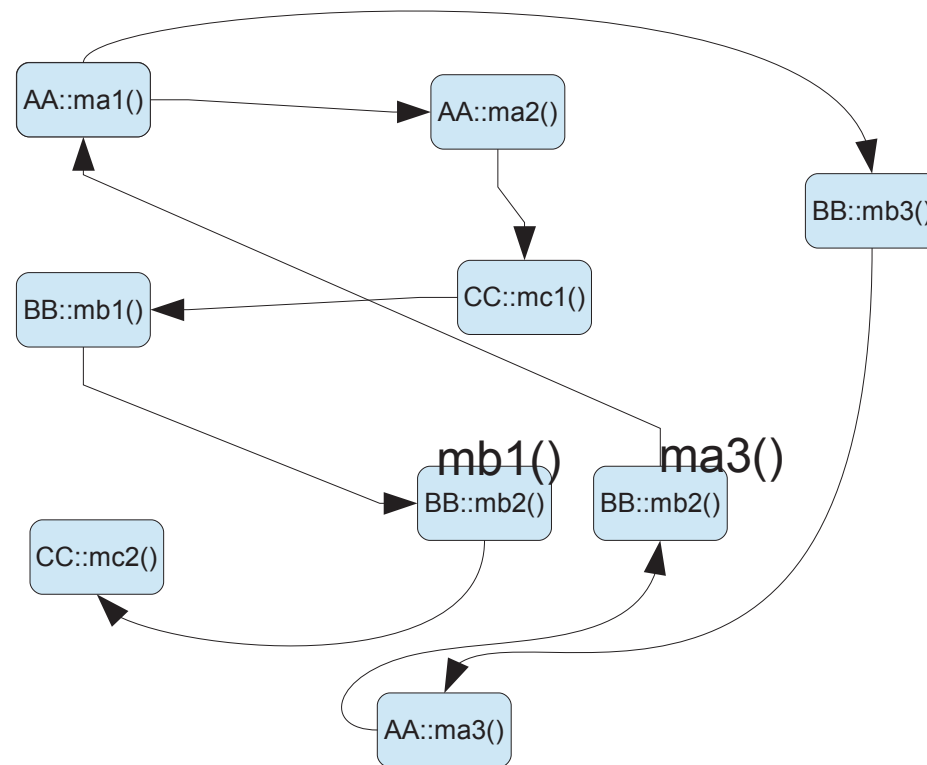 AA::ma1()
AA::ma2()
BB::mb3()
CC::mc1()
BB::mb1()
mb1()
ma3()
BB::mb2()
BB::mb2()
CC::mc2()
AA::ma3()